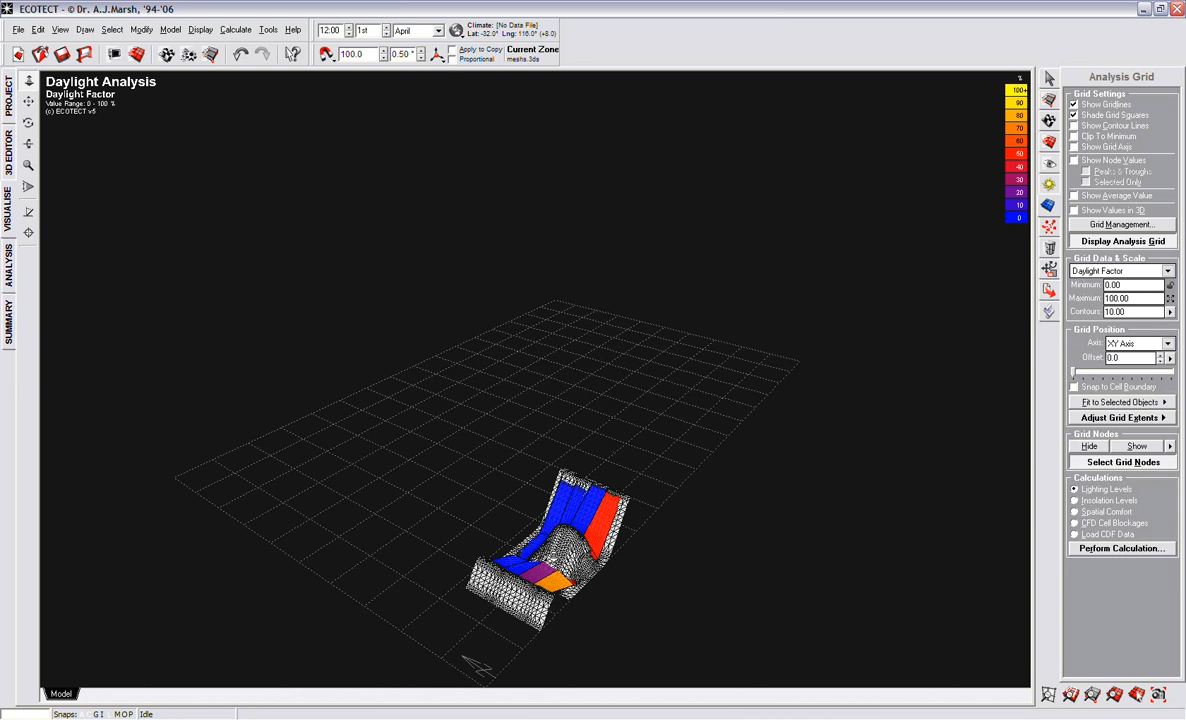 ECOTECT - © Dr. A.J.Marsh, '94-'06
File Edit View Draw Select Modify Model Display Calculate Tools Help
12:00 1st April
Climate: [No Data File]
Lat: -32.0° Lng: 116.0° (+8.0)
100.0 0.50 °
Apply to Copy
Proportional
Current Zone
meshs.3ds
PROJECT
3D EDITOR
VISUALISE
ANALYSIS
SUMMARY
Daylight Analysis
Daylight Factor
Value Range: 0 - 100 %
(c) ECOTECT v5
%
100+
90
80
70
60
50
40
30
20
10
0
N
Model
Analysis Grid
Grid Settings
Show Gridlines
Shade Grid Squares
Show Contour Lines
Clip To Minimum
Show Grid Axis
Show Node Values
Peaks & Troughs
Selected Only
Show Average Value
Show Values in 3D
Grid Management...
Display Analysis Grid
Grid Data & Scale
Daylight Factor
Minimum: 0.00
Maximum: 100.00
Contours: 10.00
Grid Position
Axis: XY Axis
Offset: 0.0
Snap to Cell Boundary
Fit to Selected Objects
Adjust Grid Extents
Grid Nodes
Hide Show
Select Grid Nodes
Calculations
Lighting Levels
Insolation Levels
Spatial Comfort
CFD Cell Blockages
Load CDF Data
Perform Calculation...
Snaps: G I M O P Idle